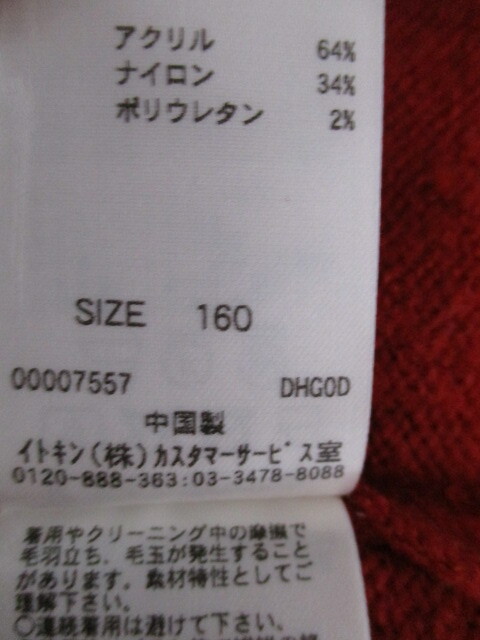 アクリル 64%
ナイロン 34%
ポリウレタン 2%
SIZE 160
00007557 DHGOD
中国製
イトキン(株)カスタマーサービス室
0120-888-363:03-3478-8088
着用やクリーニング中の摩擦で
毛羽立ち、毛玉が発生すること
があります。素材特性としてご
理解下さい。
○連続着用は避けて下さい。